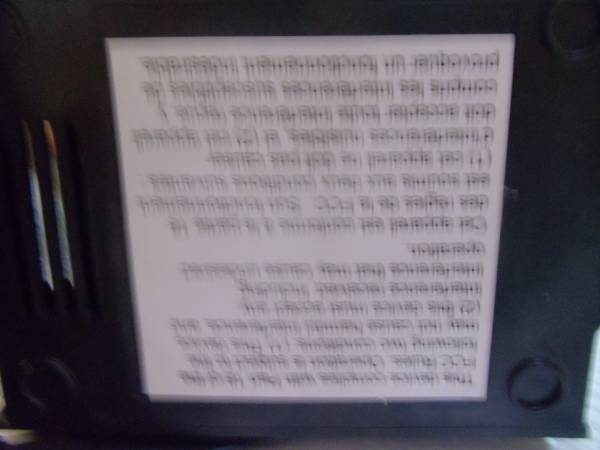 This device complies with Part 15 of the
FCC Rules. Operation is subject to the
following two conditions: (1) this device
may not cause harmful interference, and
(2) this device must accept any
interference received, including
interference that may cause undesired
operation.
Cet appareil est conforme à la partie 15
des règles de la FCC. Son fonctionnement
est soumis aux deux conditions suivantes
(1) cet appareil ne doit pas causer
d'interférences nuisibles, et (2) cet appareil
doit accepter toute interférence reçue, y
compris les interférences susceptibles de
provoquer un fonctionnement indésirable.